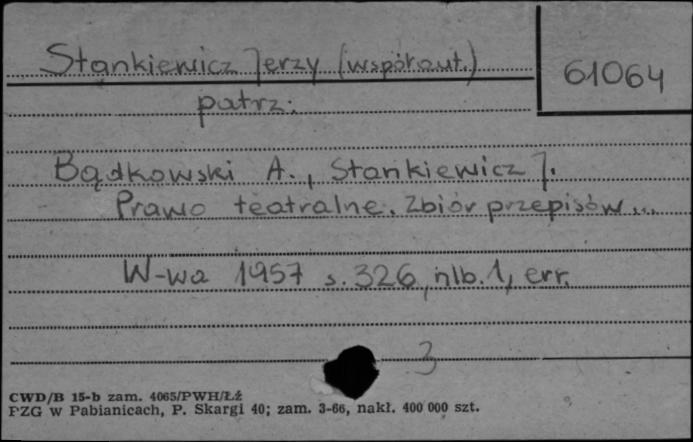 Stankiewicz Jerzy (współaut.)
61064
patrz:
Bądkowski A., Stankiewicz J.
Prawo teatralne. Zbiór przepisów...
W-wa 1957 s. 326, nlb. 1, err.
3
CWD/B 15-b zam. 4065/PWH/Łź
PZG w Pabianicach, P. Skargi 40; zam. 3-66, nakł. 400 000 szt.